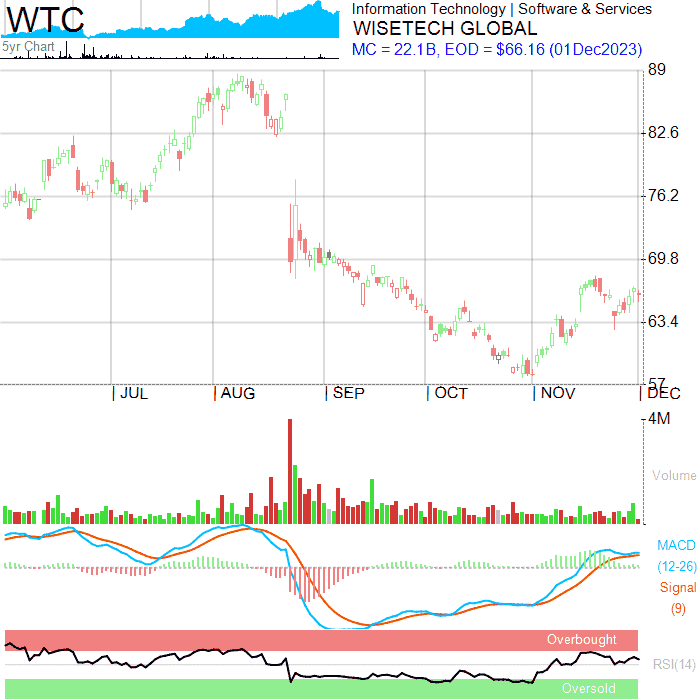 WTC
5yr Chart
Information Technology | Software & Services
WISETECH GLOBAL
MC = 22.1B, EOD = $66.16 (01Dec2023)
89
82.6
76.2
69.8
63.4
57
JUL
AUG
SEP
OCT
NOV
DEC
4M
Volume
MACD
(12-26)
Signal
(9)
Overbought
RSI(14)
Oversold